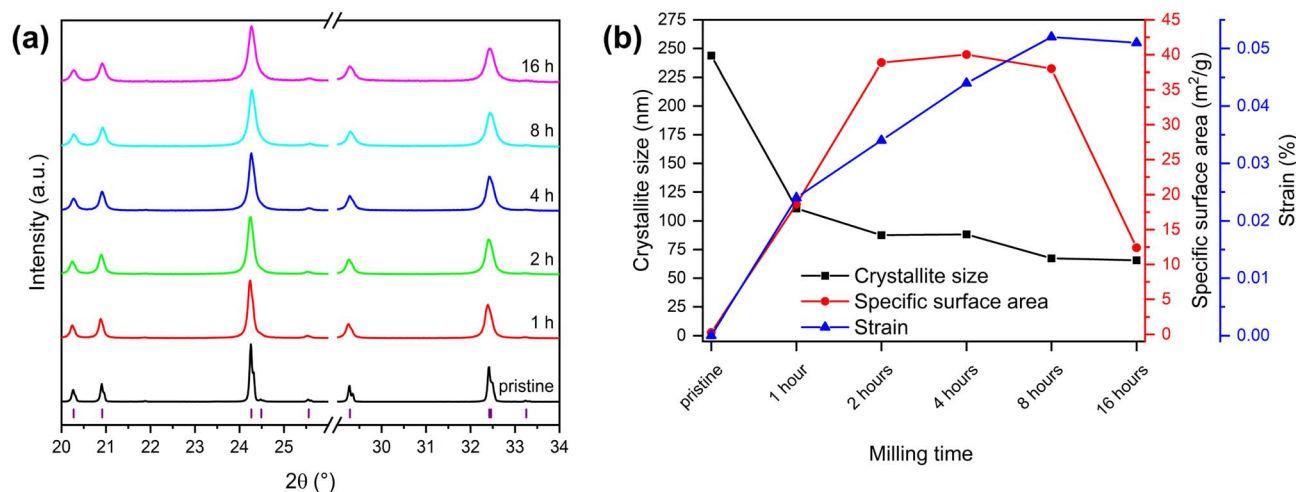 (a)
Intensity (a.u.)
16 h
8 h
4 h
2 h
1 h
pristine
20 21 22 23 24 25 30 31 32 33 34
2θ (°)
(b)
Crystallite size (nm)
275
250
225
200
175
150
125
100
75
50
25
0
Crystallite size
Specific surface area
Strain
pristine 1 hour 2 hours 4 hours 8 hours 16 hours
Milling time
45
40
35
30
25
20
15
10
5
0
Specific surface area (m²/g)
0.05
0.04
0.03
0.02
0.01
0.00
Strain (%)